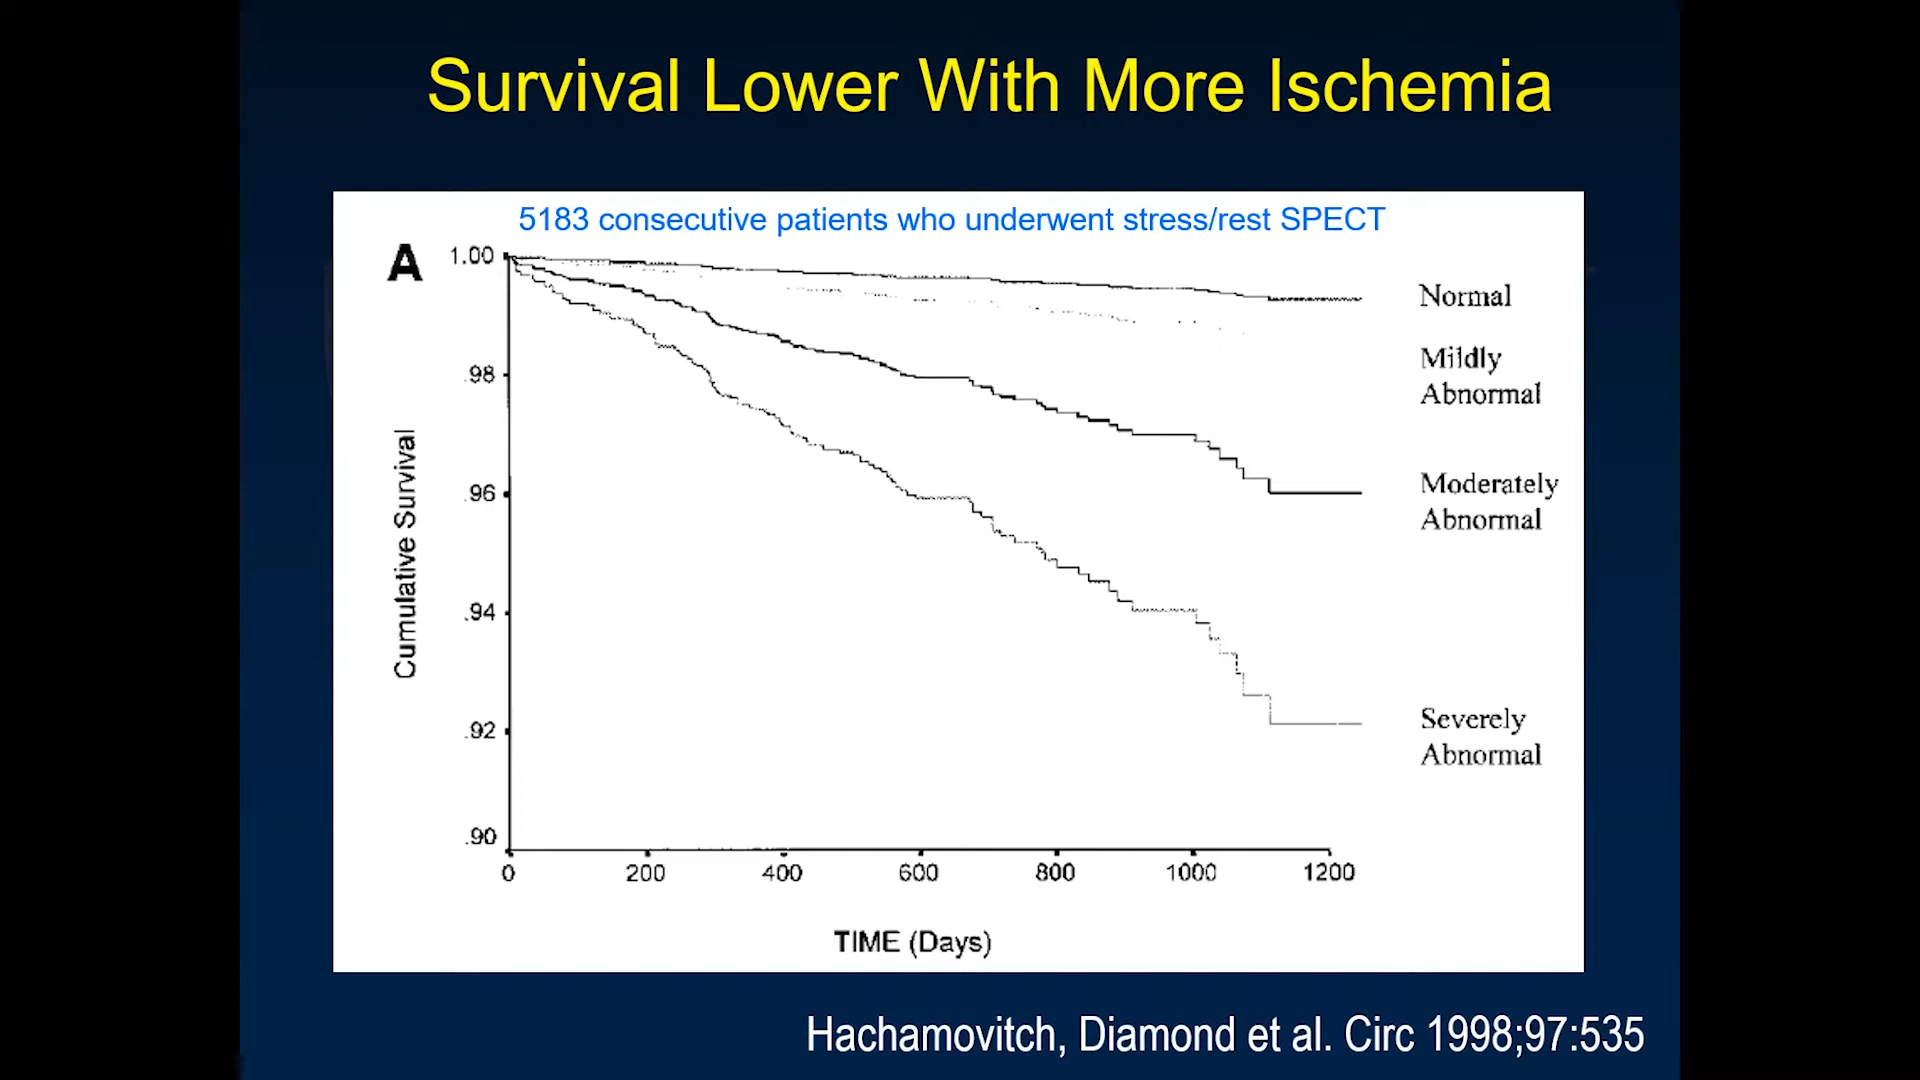 Survival Lower With More Ischemia
5183 consecutive patients who underwent stress/rest SPECT
A
1.00
.98
.96
.94
.92
.90
Cumulative Survival
Normal
Mildly
Abnormal
Moderately
Abnormal
Severely
Abnormal
0 200 400 600 800 1000 1200
TIME (Days)
Hachamovitch, Diamond et al. Circ 1998;97:535